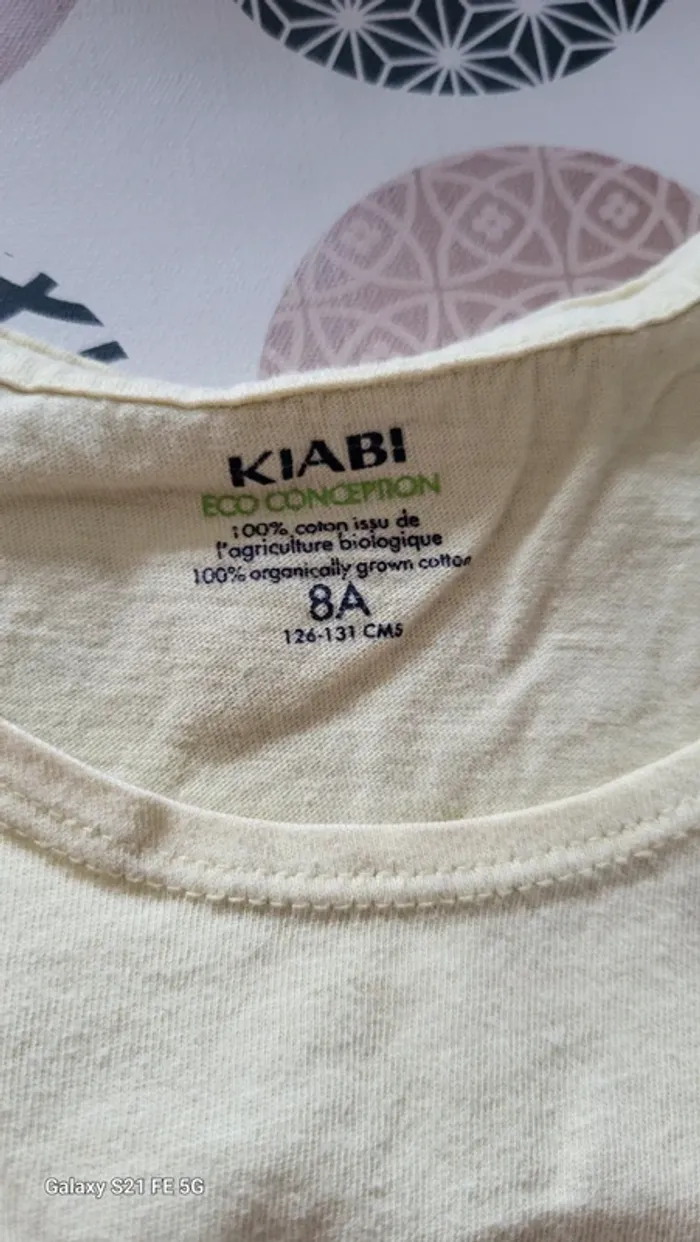 KIABI
ECO CONCEPTION
100% coton issu de
l'agriculture biologique
100% organically grown cotton
8A
126-131 CMS
Galaxy S21 FE 5G